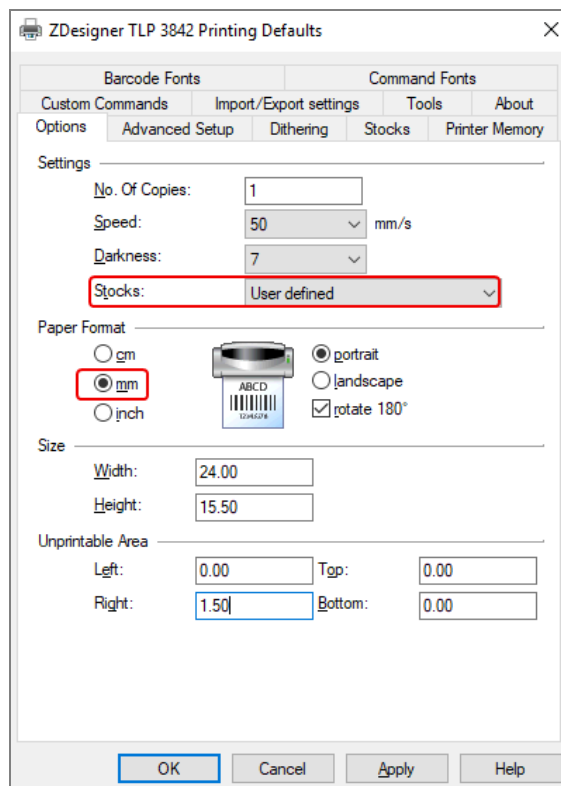 ZDesigner TLP 3842 Printing Defaults
Barcode Fonts Command Fonts
Custom Commands Import/Export settings Tools About
Options Advanced Setup Dithering Stocks Printer Memory
Settings
No. Of Copies: 1
Speed: 50 mm/s
Darkness: 7
Stocks: User defined
Paper Format
cm
mm
inch
ABCD
12345678
portrait
landscape
rotate 180°
Size
Width: 24.00
Height: 15.50
Unprintable Area
Left: 0.00 Top: 0.00
Right: 1.50 Bottom: 0.00
OK Cancel Apply Help